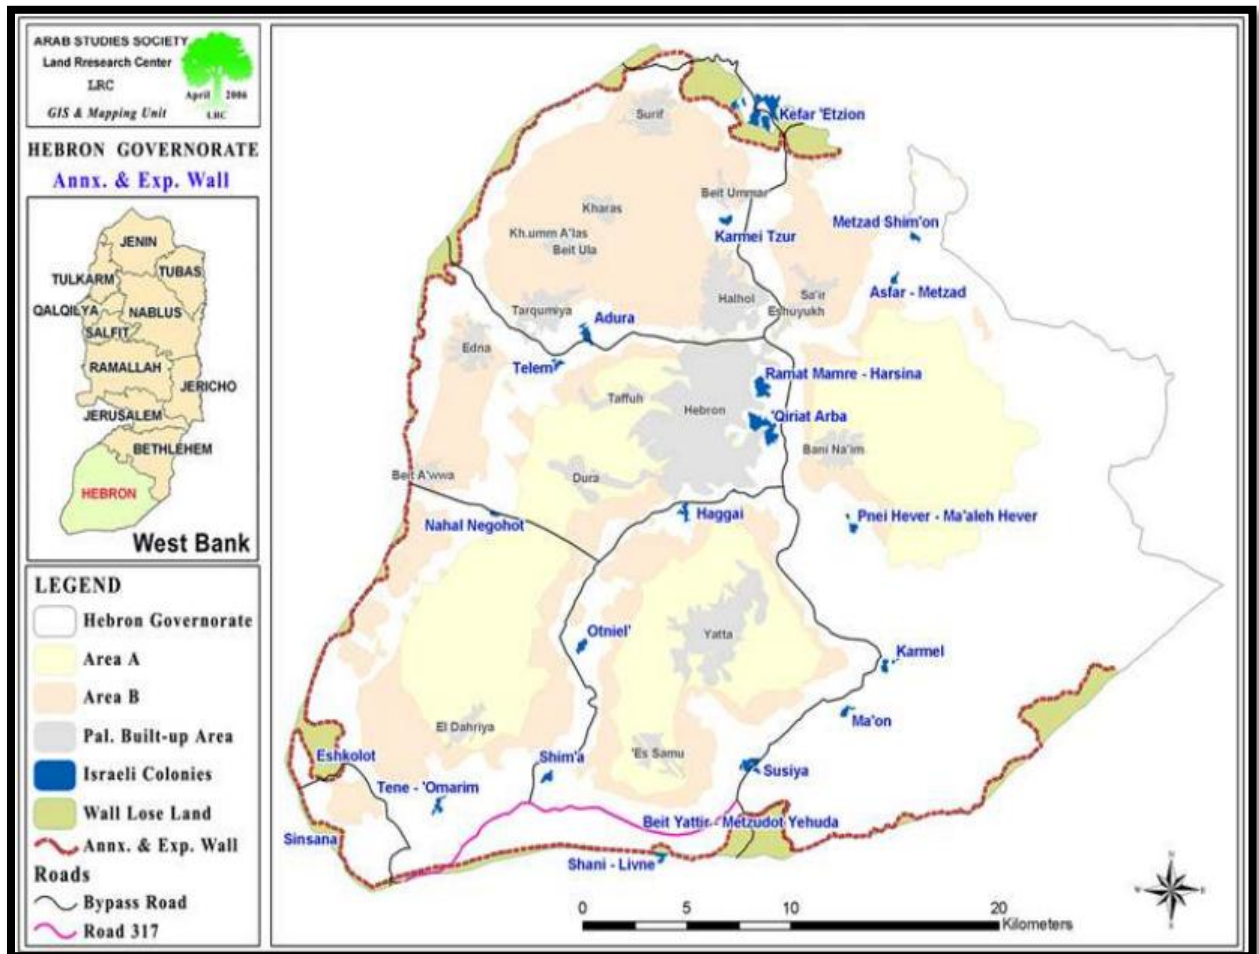 ARAB STUDIES SOCIETY
Land Rresearch Center
LRC
April 2006
GIS & Mapping Unit
LRC
HEBRON GOVERNORATE
Annx. & Exp. Wall
JENIN
TULKARM
TUBAS
QALQILYA
NABLUS
SALFIT
RAMALLAH
JERICHO
JERUSALEM
BETHLEHEM
HEBRON
West Bank
LEGEND
Hebron Governorate
Area A
Area B
Pal. Built-up Area
Israeli Colonies
Wall Lose Land
Annx. & Exp. Wall
Roads
Bypass Road
Road 317
Surif
Kefar 'Etzion
Beit Ummar
Kharas
Metzad Shim'on
Kh.umm A'las
Karmei Tzur
Beit Ula
Asfar - Metzad
Halhol
Sa'ir
Tarqumiya
Eshuyukh
Adura
Edna
Telem
Ramat Mamre - Harsina
Taffuh
Hebron
'Qiriat Arba
Bani Na'im
Beit A'wwa
Dura
Nahal Negohot
Haggai
Pnei Hever - Ma'aleh Hever
Otniel'
Yatta
Karmel
Ma'on
El Dahriya
Eshkolot
Shim'a
'Es Samu
Susiya
Tene - 'Omarim
Beit Yattir - Metzudot Yehuda
Sinsana
Shani - Livne
0 5 10 20
Kilometers
N
W E
S